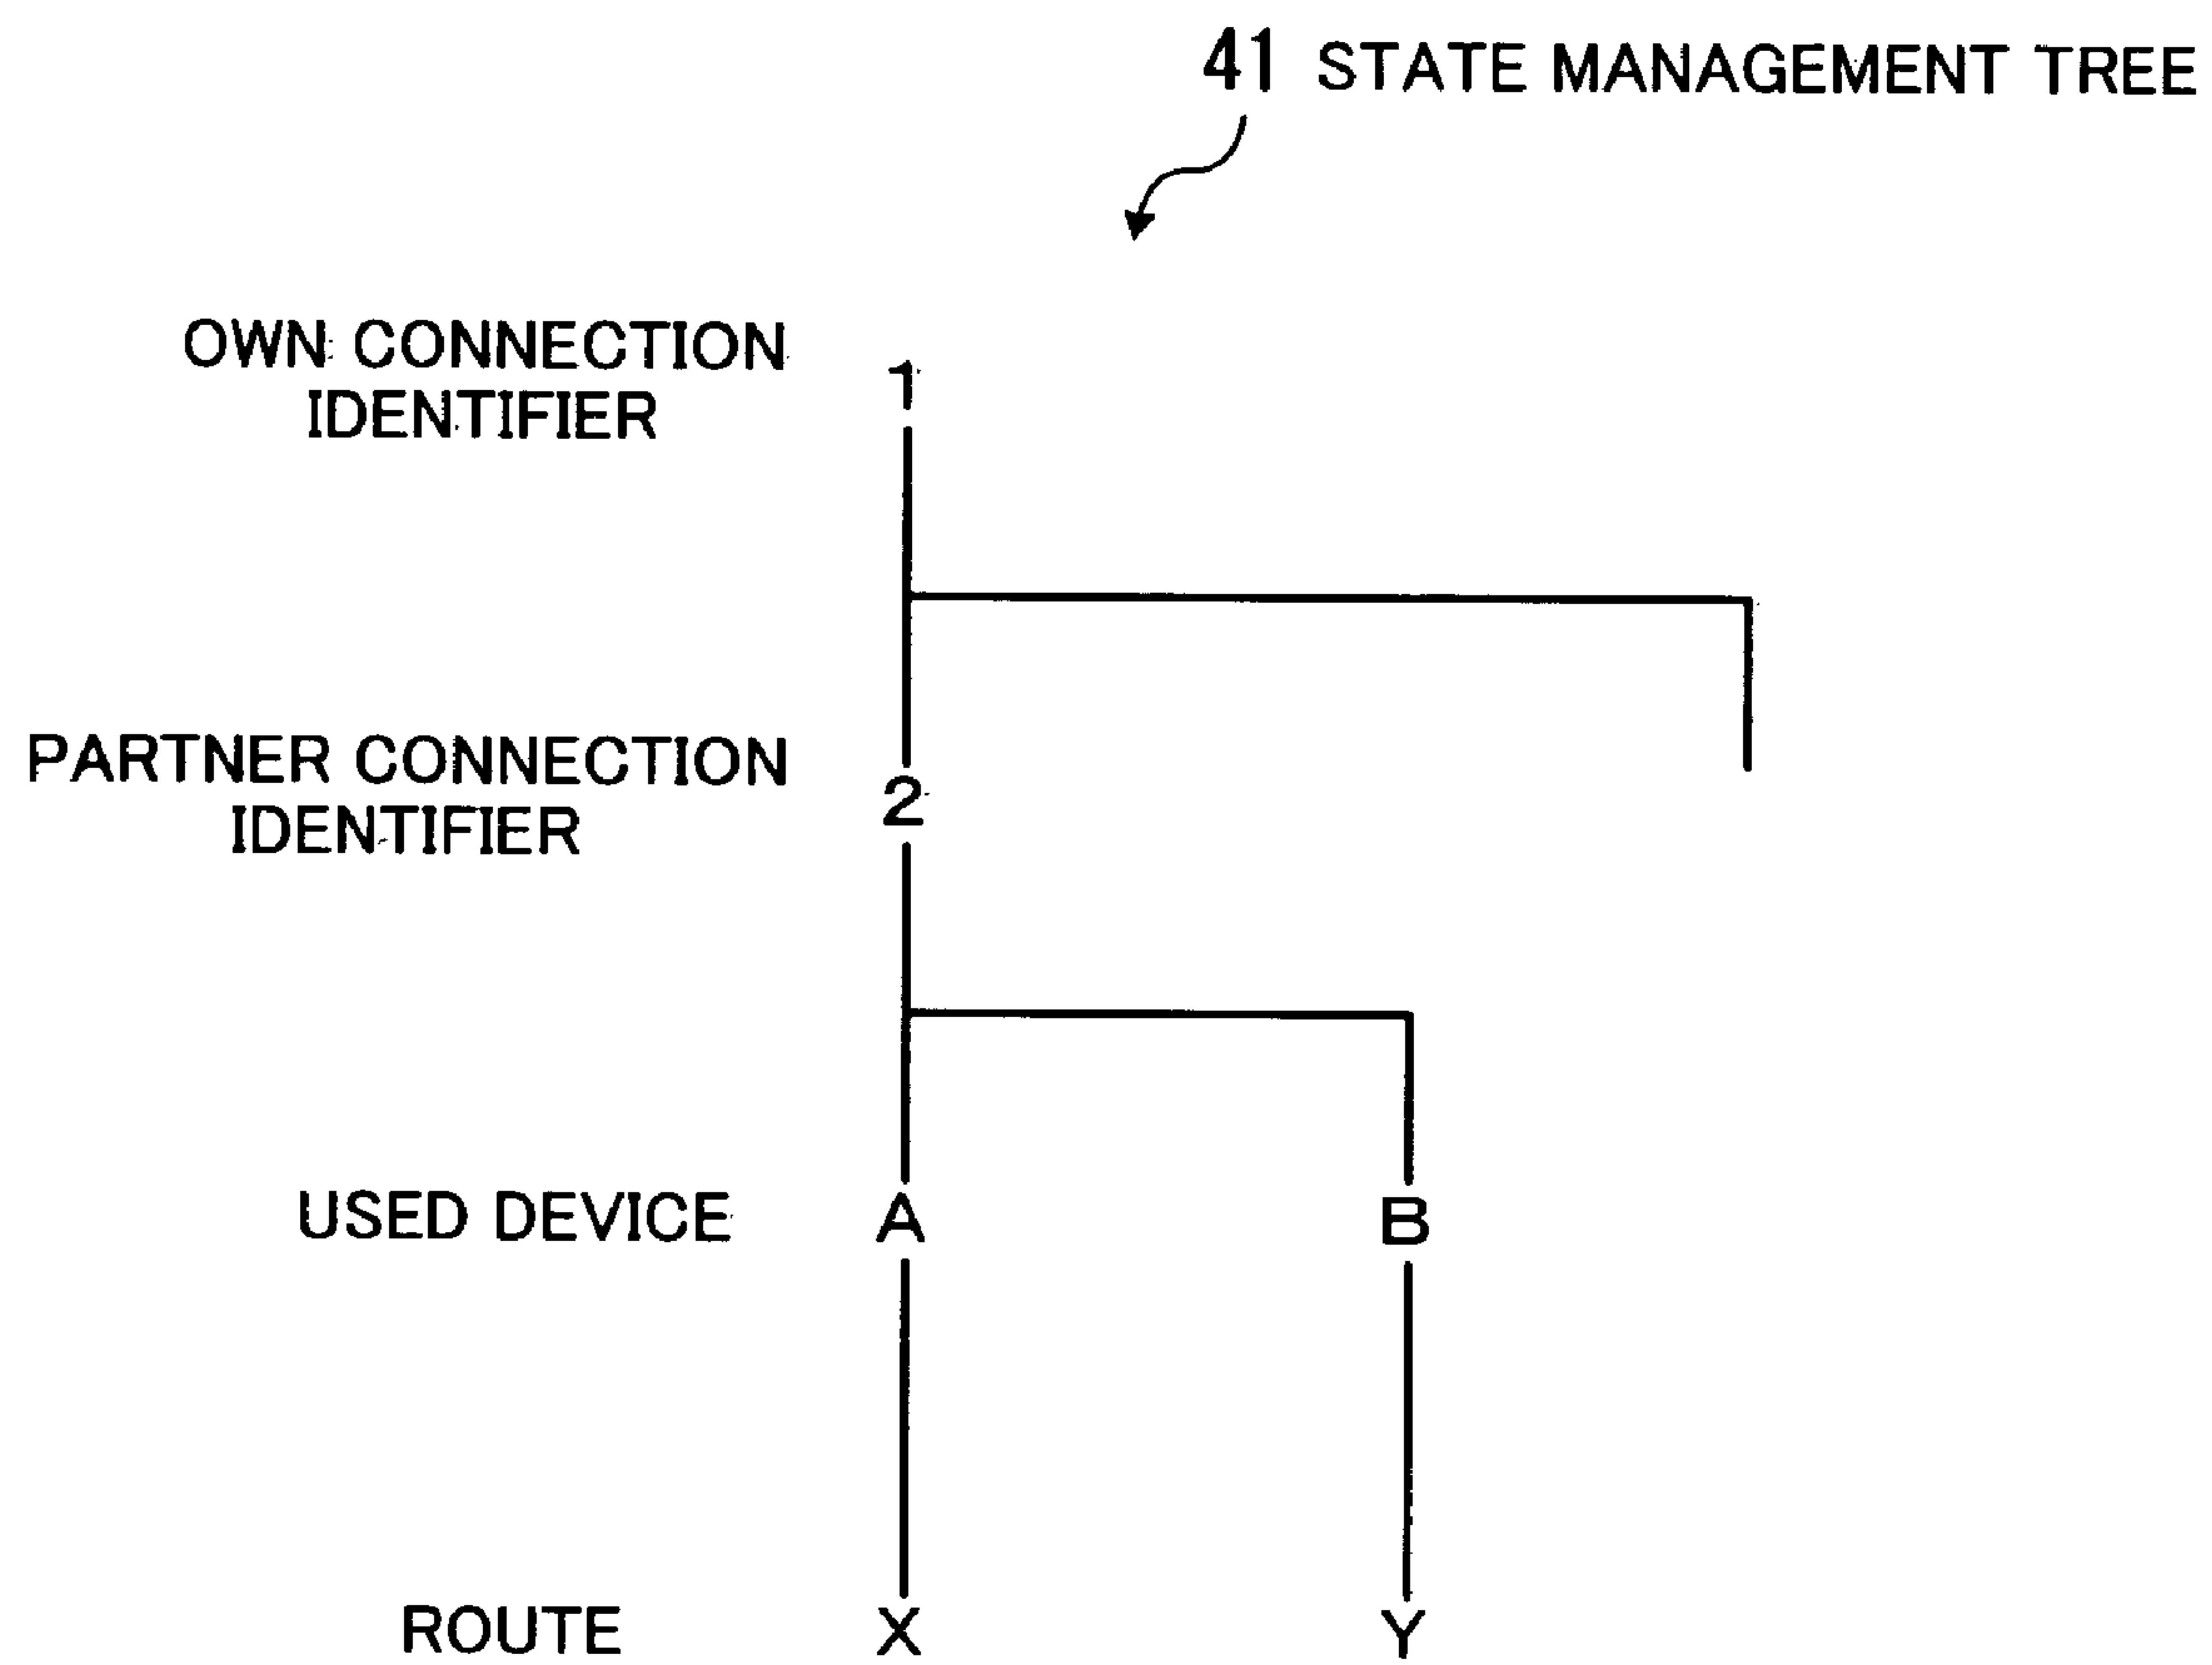 41 STATE MANAGEMENT TREE
OWN CONNECTION
IDENTIFIER
1
PARTNER CONNECTION
IDENTIFIER
2
USED DEVICE
A
B
ROUTE
X
Y